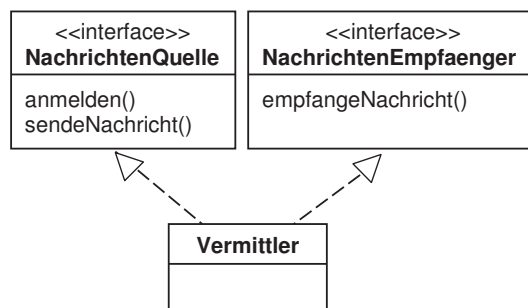 <<interface>>
NachrichtenQuelle
anmelden()
sendeNachricht()
<<interface>>
NachrichtenEmpfaenger
empfangeNachricht()
Vermittler